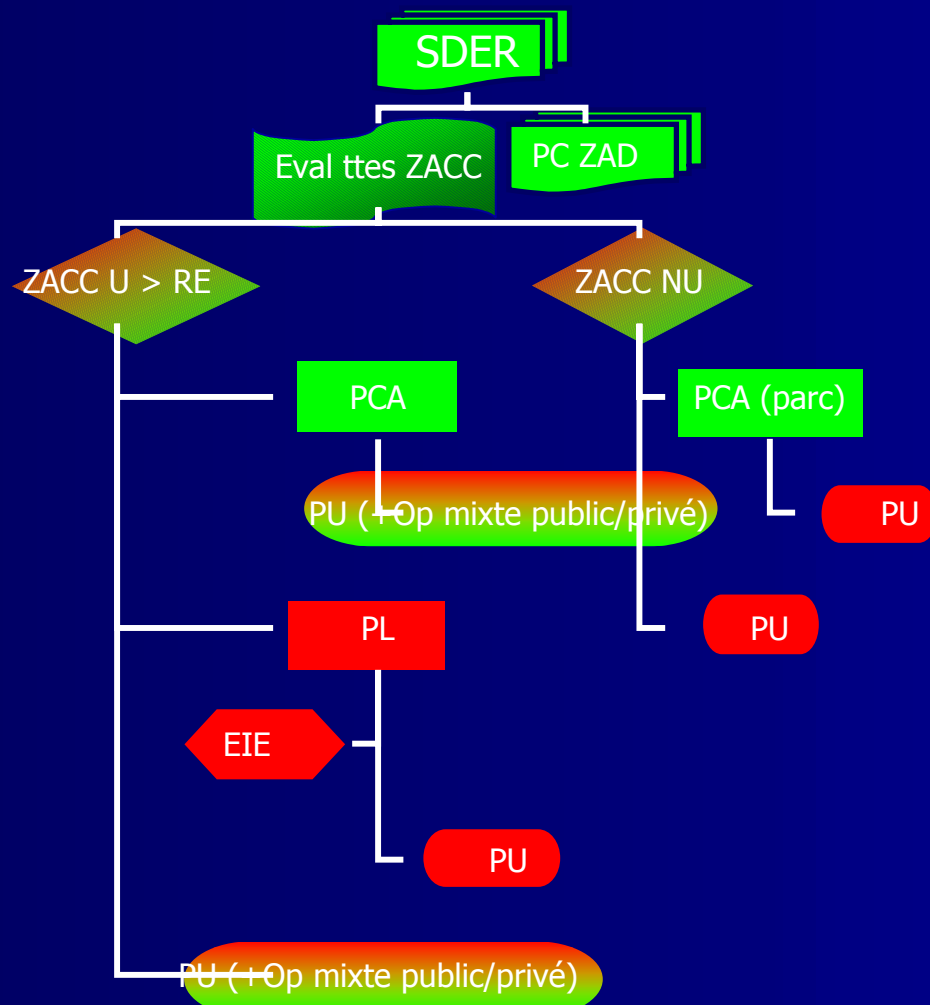 SDER
Eval ttes ZACC
PC ZAD
ZACC U > RE
ZACC NU
PCA
PCA (parc)
PU (+Op mixte public/privé)
PU
PL
PU
EIE
PU
PU (+Op mixte public/privé)